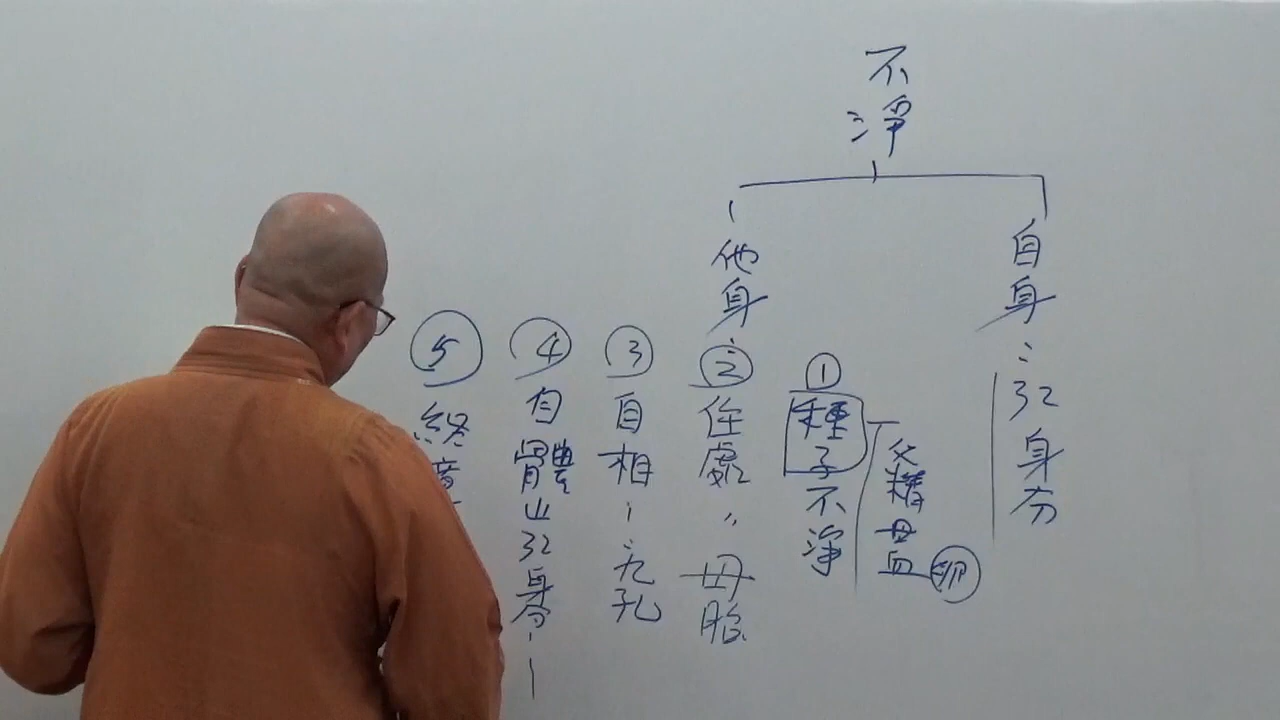 不淨
自身：32身分
他身：
①種子不淨
父精母血 卵
②住處〃母胎
③自相-：九孔
④自體-32身分-
⑤終竟